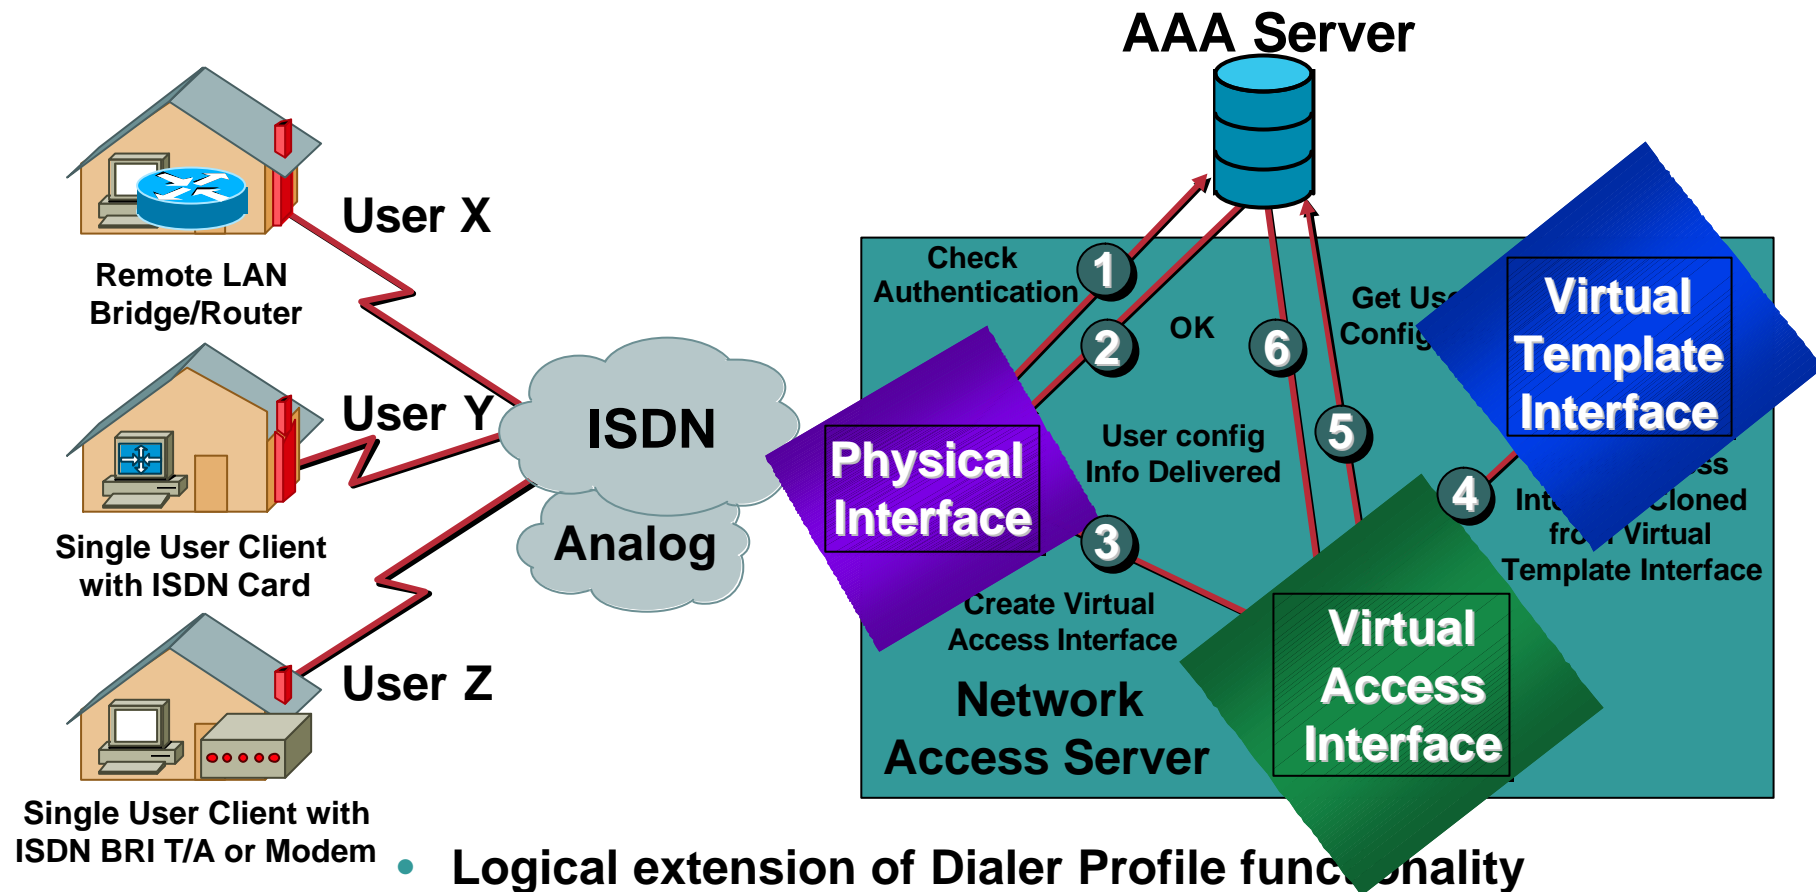 AAA Server
User X
Remote LAN
Bridge/Router
User Y
Single User Client
with ISDN Card
User Z
Single User Client with
ISDN BRI T/A or Modem
ISDN
Analog
Check
Authentication
1
2
OK
6
Get
Physical
Interface
User config
Info Delivered
5
3
Create Virtual
Access Interface
Network
Access Server
Virtual
Template
Interface
4
Cloned
Virtual
Template Interface
Virtual
Access
Interface
• Logical extension of Dialer Profile